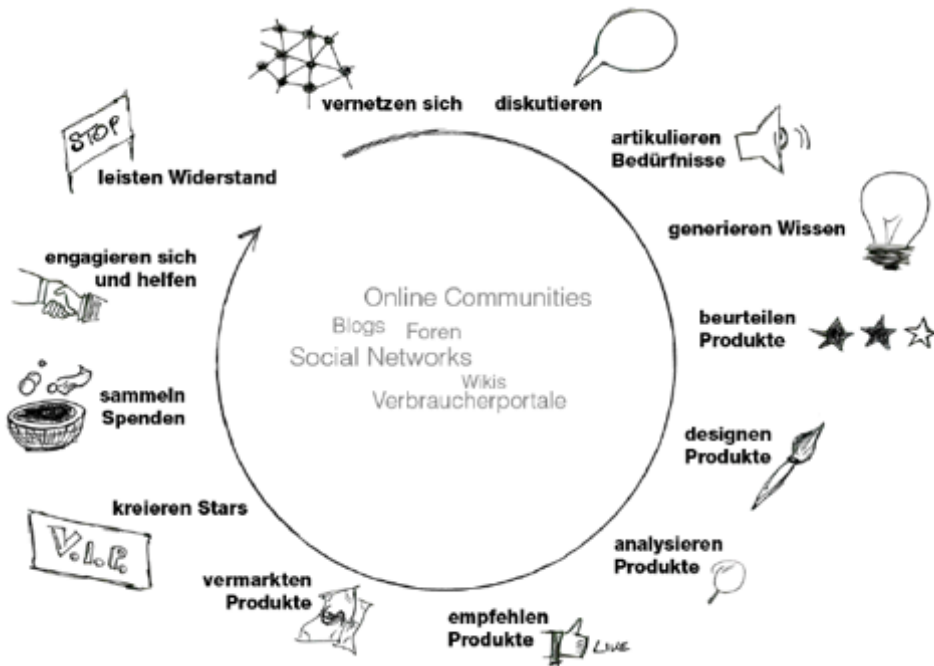 vernetzen sich
diskutieren
artikulieren
Bedürfnisse
generieren Wissen
beurteilen
Produkte
designen
Produkte
analysieren
Produkte
empfehlen
Produkte
LIKE
vermarkten
Produkte
kreieren Stars
V.I.P.
sammeln
Spenden
engagieren sich
und helfen
leisten Widerstand
STOP
Online Communities
Blogs
Foren
Social Networks
Wikis
Verbraucherportale